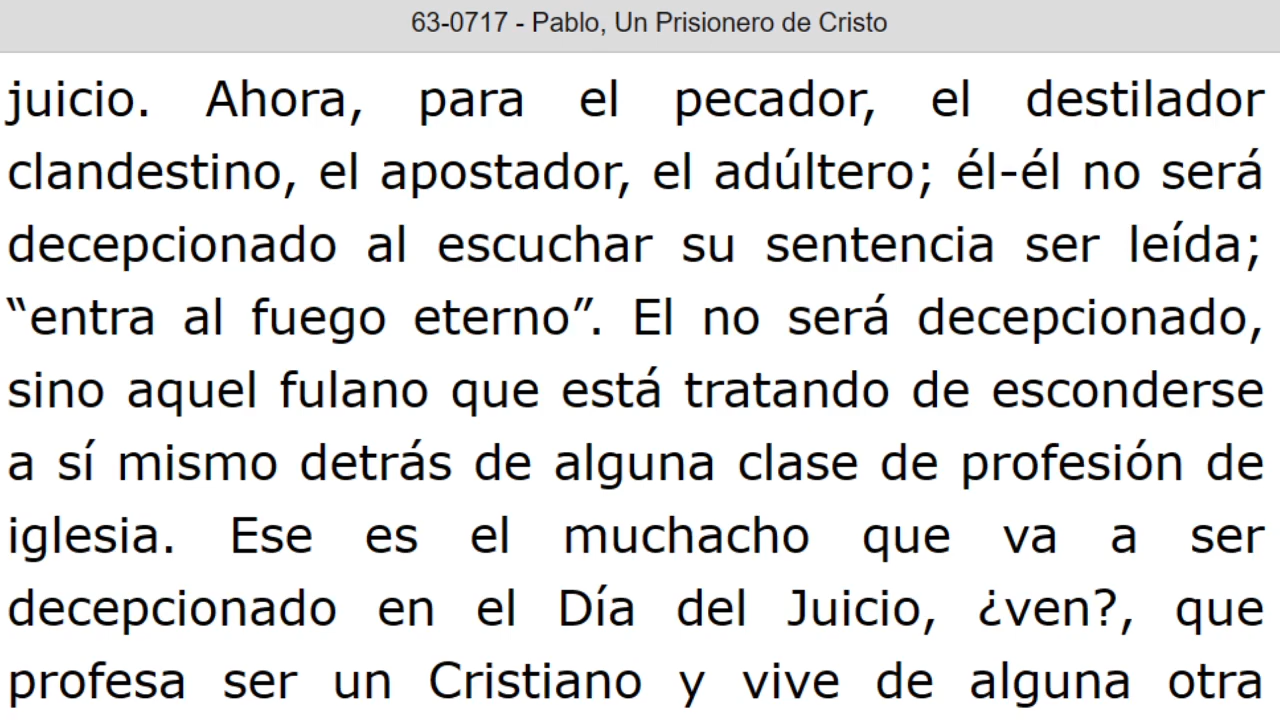 63-0717 - Pablo, Un Prisionero de Cristo
juicio. Ahora, para el pecador, el destilador
clandestino, el apostador, el adúltero; él-él no será
decepcionado al escuchar su sentencia ser leída;
“entra al fuego eterno”. El no será decepcionado,
sino aquel fulano que está tratando de esconderse
a sí mismo detrás de alguna clase de profesión de
iglesia. Ese es el muchacho que va a ser
decepcionado en el Día del Juicio, ¿ven?, que
profesa ser un Cristiano y vive de alguna otra